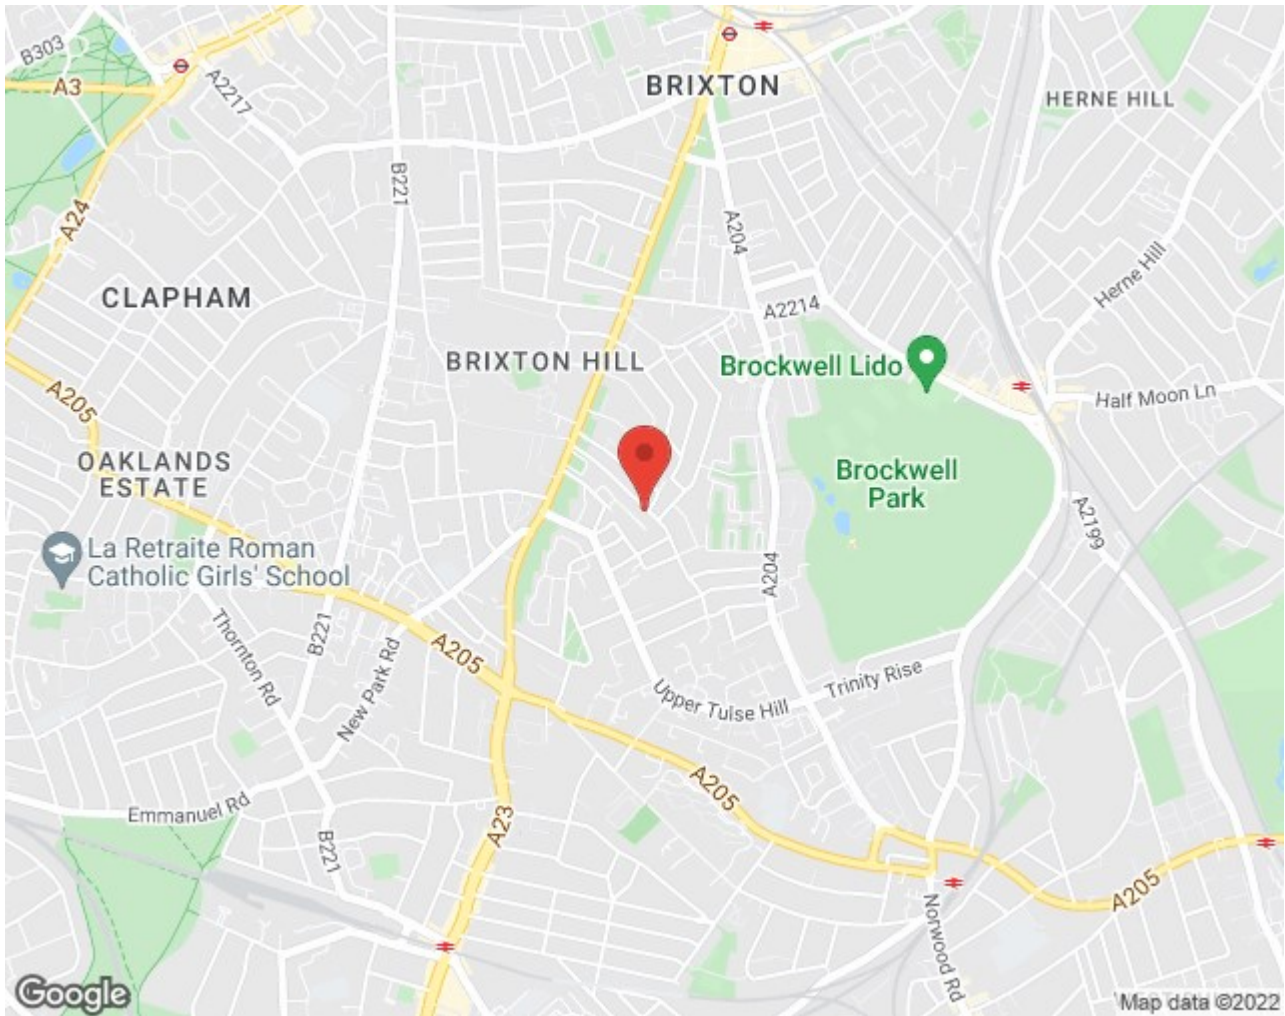 B303
A3
A2217
BRIXTON
HERNE HILL
B221
A24
A204
Herne Hill
CLAPHAM
A2214
BRIXTON HILL
Brockwell Lido
A205
Half Moon Ln
OAKLANDS
ESTATE
Brockwell
Park
A2199
La Retraite Roman
Catholic Girls' School
A204
Thornton Rd
B221
New Park Rd
A205
Upper Tulse Hill
Trinity Rise
A205
Emmanuel Rd
A23
B221
A205
Norwood Rd
Google
Map data ©2022